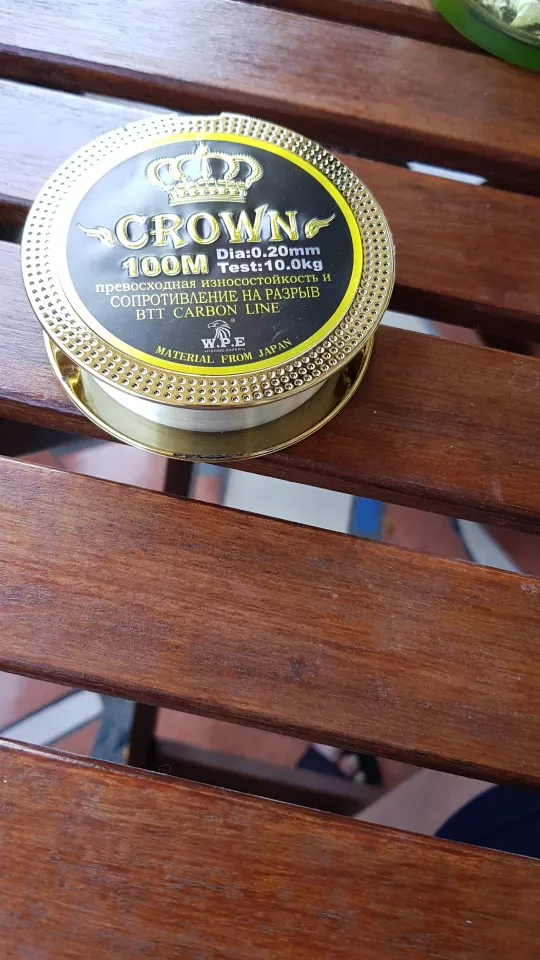 CROWN
100M
Dia:0.20mm
Test:10.0kg
превосходная износостойкость и
СОПРОТИВЛЕНИЕ НА РАЗРЫВ
BTT CARBON LINE
W.P.E
MATERIAL FROM JAPAN